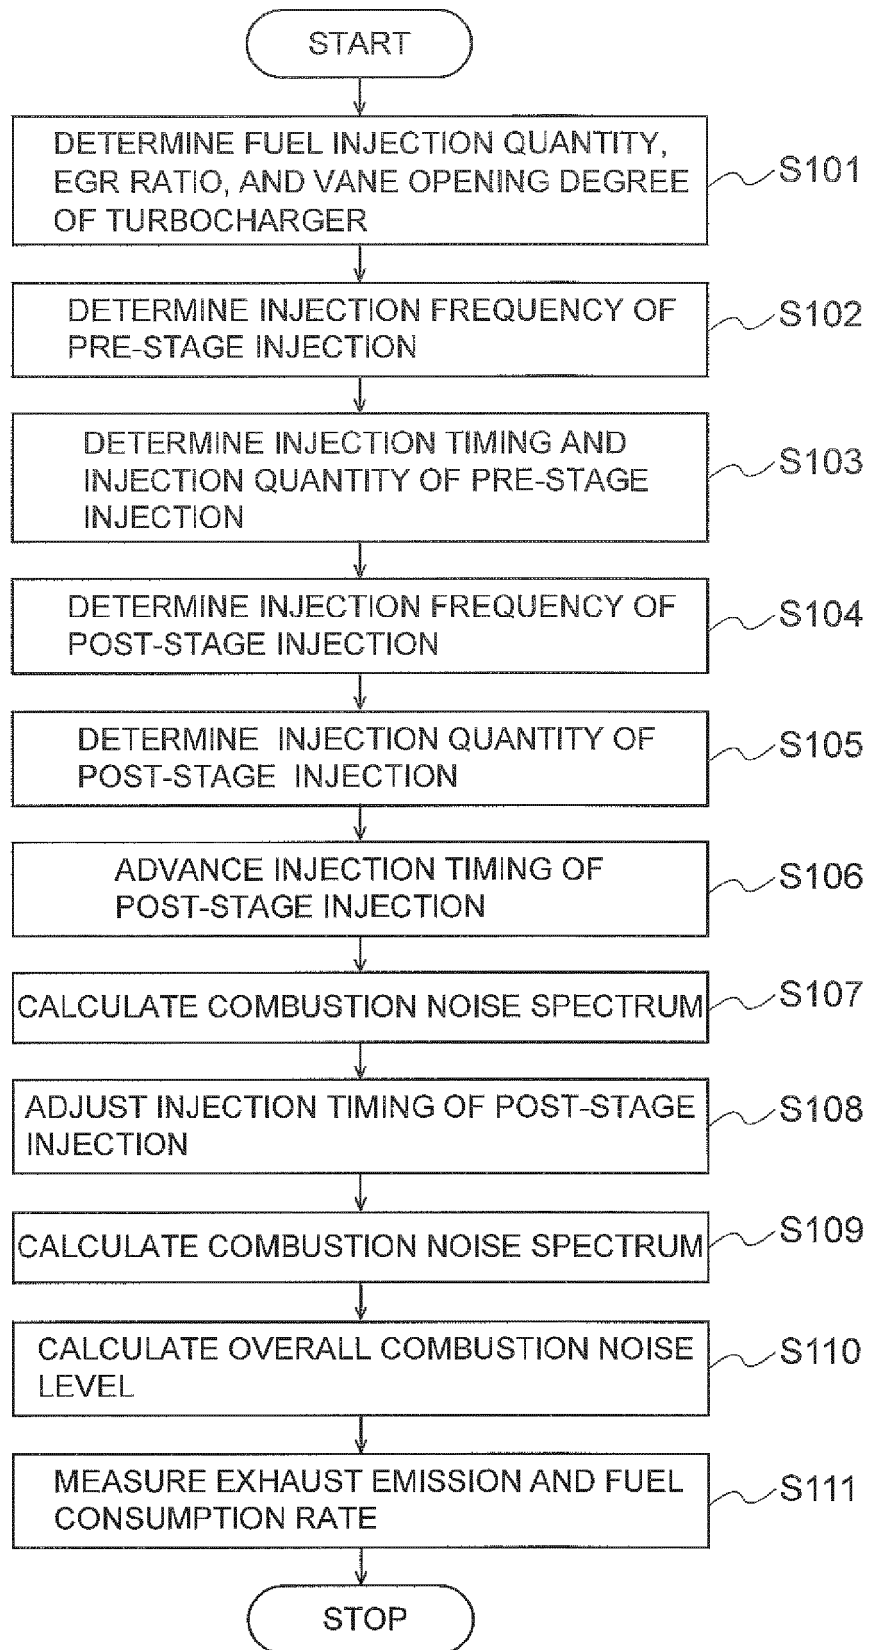 START
DETERMINE FUEL INJECTION QUANTITY,
EGR RATIO, AND VANE OPENING DEGREE
OF TURBOCHARGER
S101
DETERMINE INJECTION FREQUENCY OF
PRE-STAGE INJECTION
S102
DETERMINE INJECTION TIMING AND
INJECTION QUANTITY OF PRE-STAGE
INJECTION
S103
DETERMINE INJECTION FREQUENCY OF
POST-STAGE INJECTION
S104
DETERMINE INJECTION QUANTITY OF
POST-STAGE INJECTION
S105
ADVANCE INJECTION TIMING OF
POST-STAGE INJECTION
S106
CALCULATE COMBUSTION NOISE SPECTRUM
S107
ADJUST INJECTION TIMING OF POST-STAGE
INJECTION
S108
CALCULATE COMBUSTION NOISE SPECTRUM
S109
CALCULATE OVERALL COMBUSTION NOISE
LEVEL
S110
MEASURE EXHAUST EMISSION AND FUEL
CONSUMPTION RATE
S111
STOP